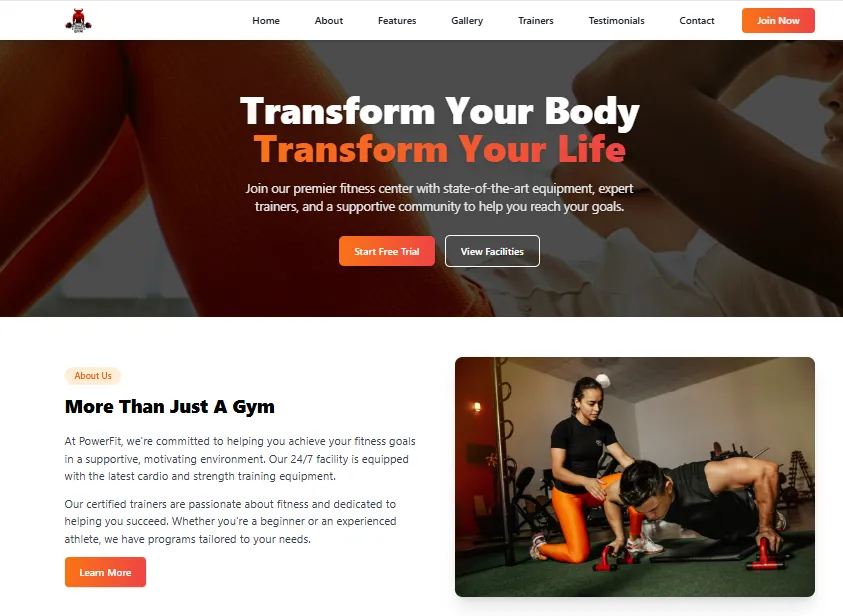 Home About Features Gallery Trainers Testimonials Contact Join Now
Transform Your Body
Transform Your Life
Join our premier fitness center with state-of-the-art equipment, expert
trainers, and a supportive community to help you reach your goals.
Start Free Trial View Facilities
About Us
More Than Just A Gym
At PowerFit, we're committed to helping you achieve your fitness goals
in a supportive, motivating environment. Our 24/7 facility is equipped
with the latest cardio and strength training equipment.
Our certified trainers are passionate about fitness and dedicated to
helping you succeed. Whether you're a beginner or an experienced
athlete, we have programs tailored to your needs.
Learn More